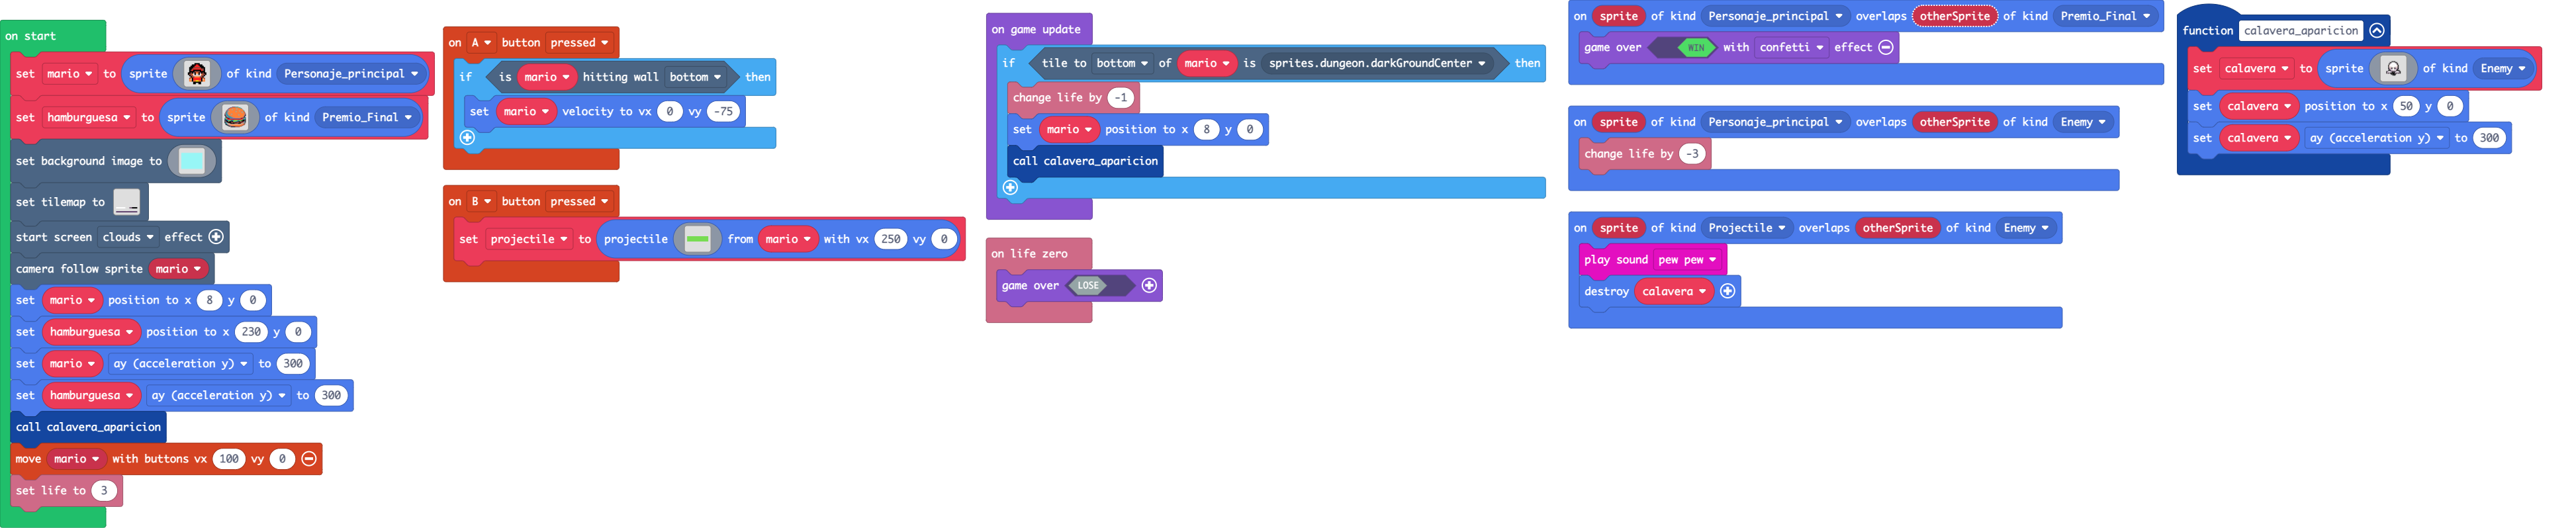 on start
set mario to sprite of kind Personaje_principal
set hamburguesa to sprite of kind Premio_Final
set background image to
set tilemap to
start screen clouds effect
camera follow sprite mario
set mario position to x 8 y 0
set hamburguesa position to x 230 y 0
set mario ay (acceleration y) to 300
set hamburguesa ay (acceleration y) to 300
call calavera_aparicion
move mario with buttons vx 100 vy 0
set life to 3
on A button pressed
if is mario hitting wall bottom then
set mario velocity to vx 0 vy -75
on B button pressed
set projectile to projectile from mario with vx 250 vy 0
on game update
if tile to bottom of mario is sprites.dungeon.darkGroundCenter then
change life by -1
set mario position to x 8 y 0
call calavera_aparicion
on life zero
game over LOSE
on sprite of kind Personaje_principal overlaps otherSprite of kind Premio_Final
game over WIN with confetti effect
on sprite of kind Personaje_principal overlaps otherSprite of kind Enemy
change life by -3
on sprite of kind Projectile overlaps otherSprite of kind Enemy
play sound pew pew
destroy calavera
function calavera_aparicion
set calavera to sprite of kind Enemy
set calavera position to x 50 y 0
set calavera ay (acceleration y) to 300